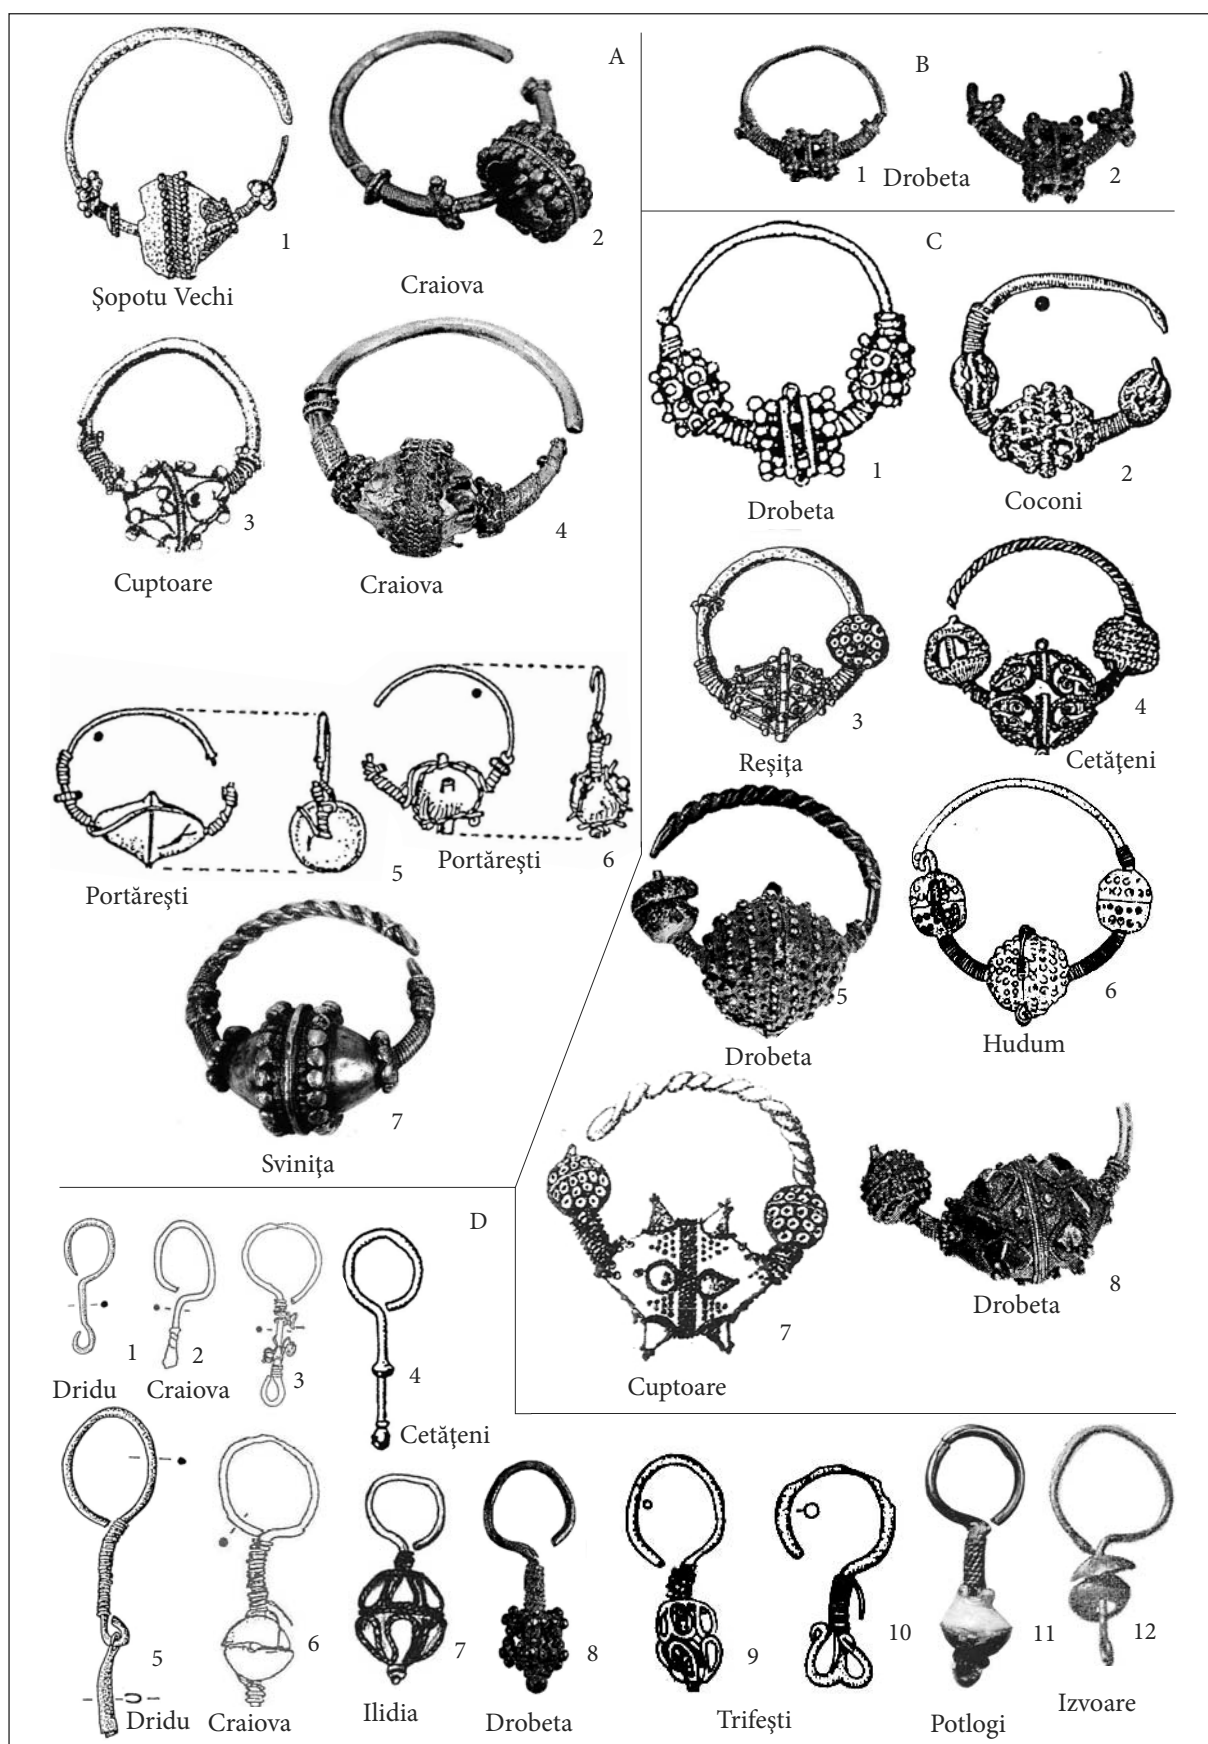 A
1
Şopotu Vechi
2
Craiova
3
Cuptoare
4
Craiova
5
Portăreşti
6
Portăreşti
7
Sviniţa
B
1
Drobeta
2
C
1
Drobeta
2
Coconi
3
Reşiţa
4
Cetăţeni
5
Drobeta
6
Hudum
7
Cuptoare
8
Drobeta
D
1
Dridu
2
Craiova
3
4
Cetăţeni
5
Dridu
6
Craiova
7
Ilidia
8
Drobeta
9
10
Trifeşti
11
Potlogi
12
Izvoare